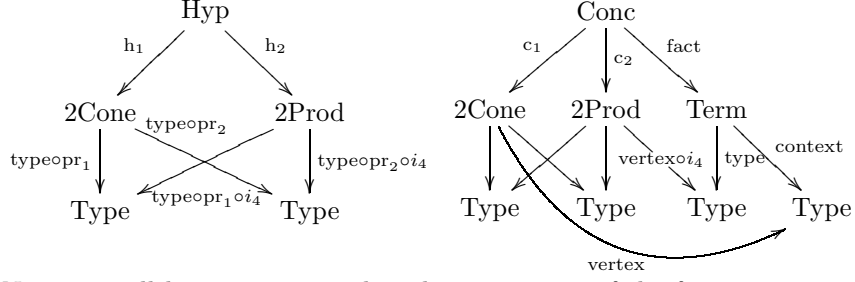 Hyp Conc
h₁ h₂ c₁ c₂ fact
2Cone 2Prod 2Cone 2Prod Term
type∘pr₂ context
type∘pr₁ type∘pr₂∘i₄ vertex∘i₄ type
type∘pr₁∘i₄
Type Type Type Type Type Type
vertex